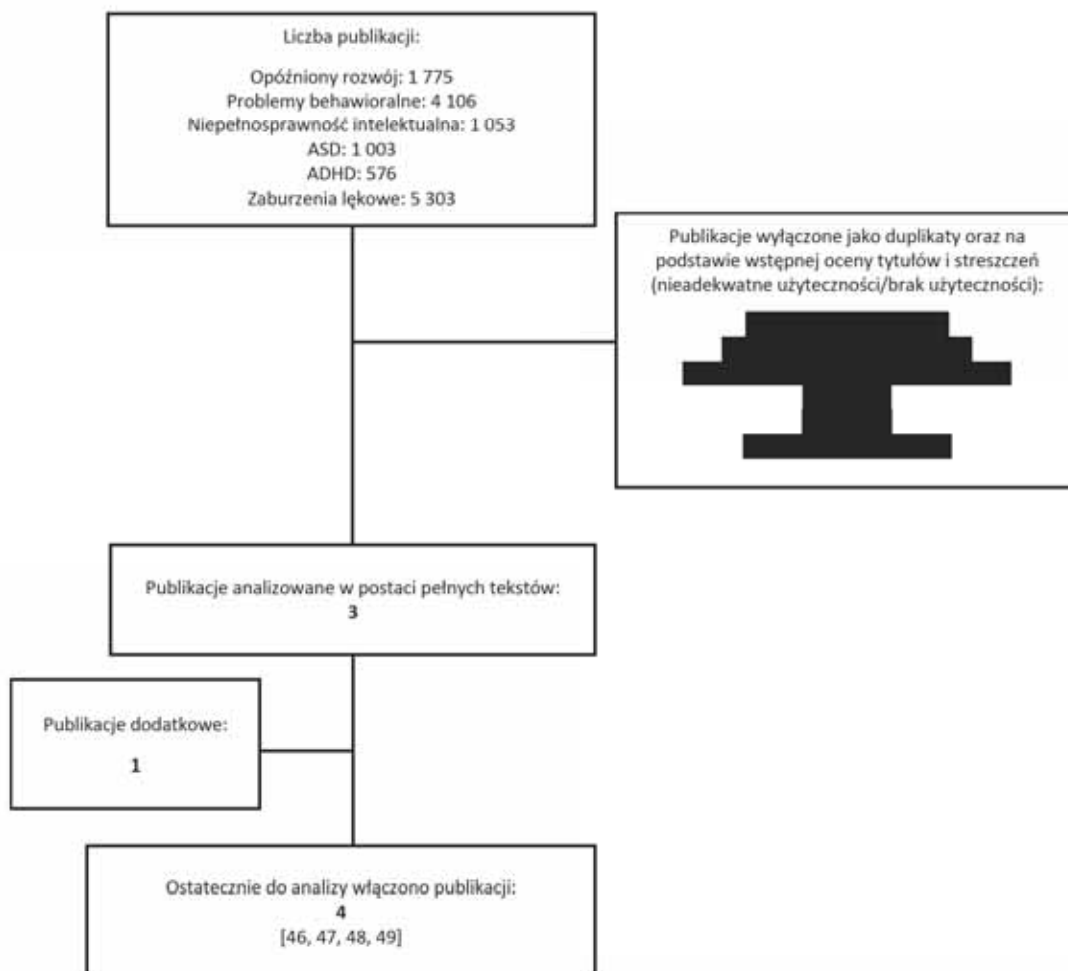 Liczba publikacji:
Opóźniony rozwój: 1 775
Problemy behawioralne: 4 106
Niepełnosprawność intelektualna: 1 053
ASD: 1 003
ADHD: 576
Zaburzenia lękowe: 5 303
Publikacje wyłączone jako duplikaty oraz na
podstawie wstępnej oceny tytułów i streszczeń
(nieadekwatne użyteczności/brak użyteczności):
Publikacje analizowane w postaci pełnych tekstów:
3
Publikacje dodatkowe:
1
Ostatecznie do analizy włączono publikacji:
4
[46, 47, 48, 49]